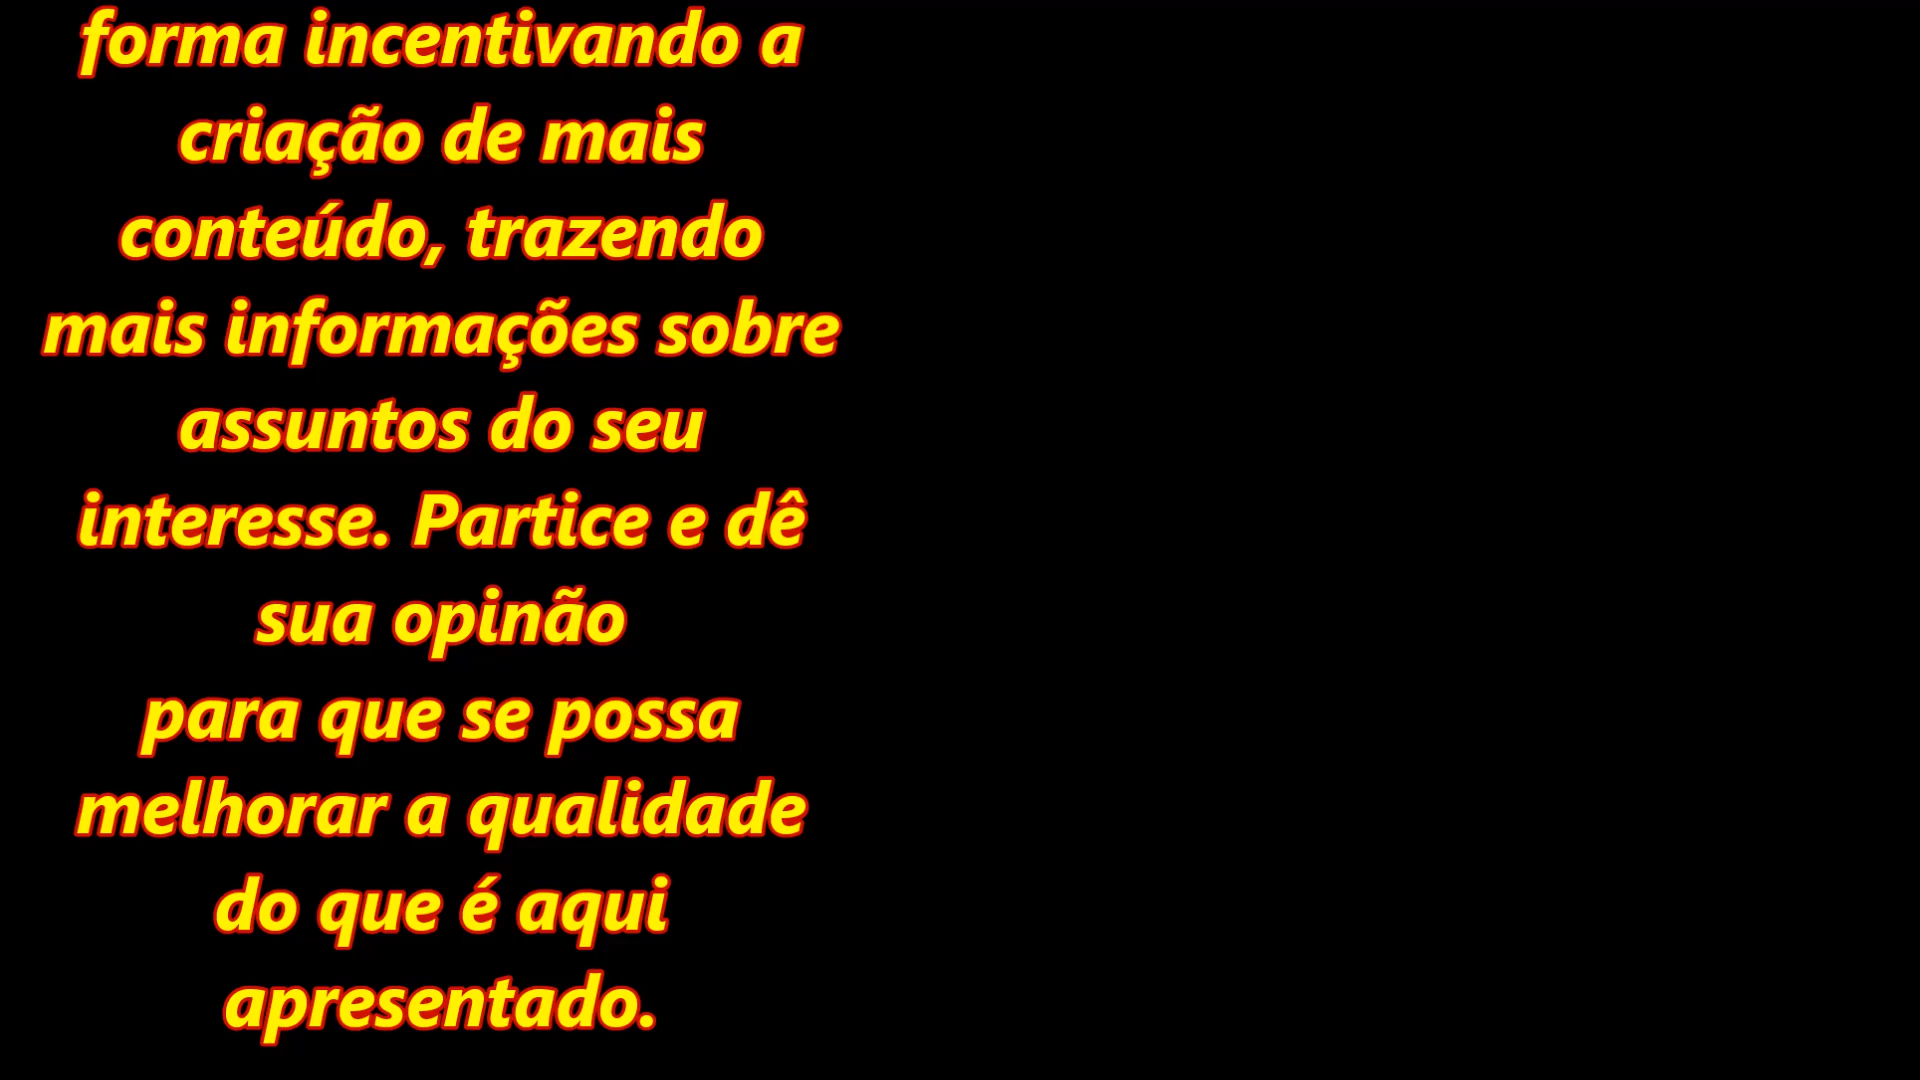 forma incentivando a
criação de mais
conteúdo, trazendo
mais informações sobre
assuntos do seu
interesse. Partice e dê
sua opinão
para que se possa
melhorar a qualidade
do que é aqui
apresentado.